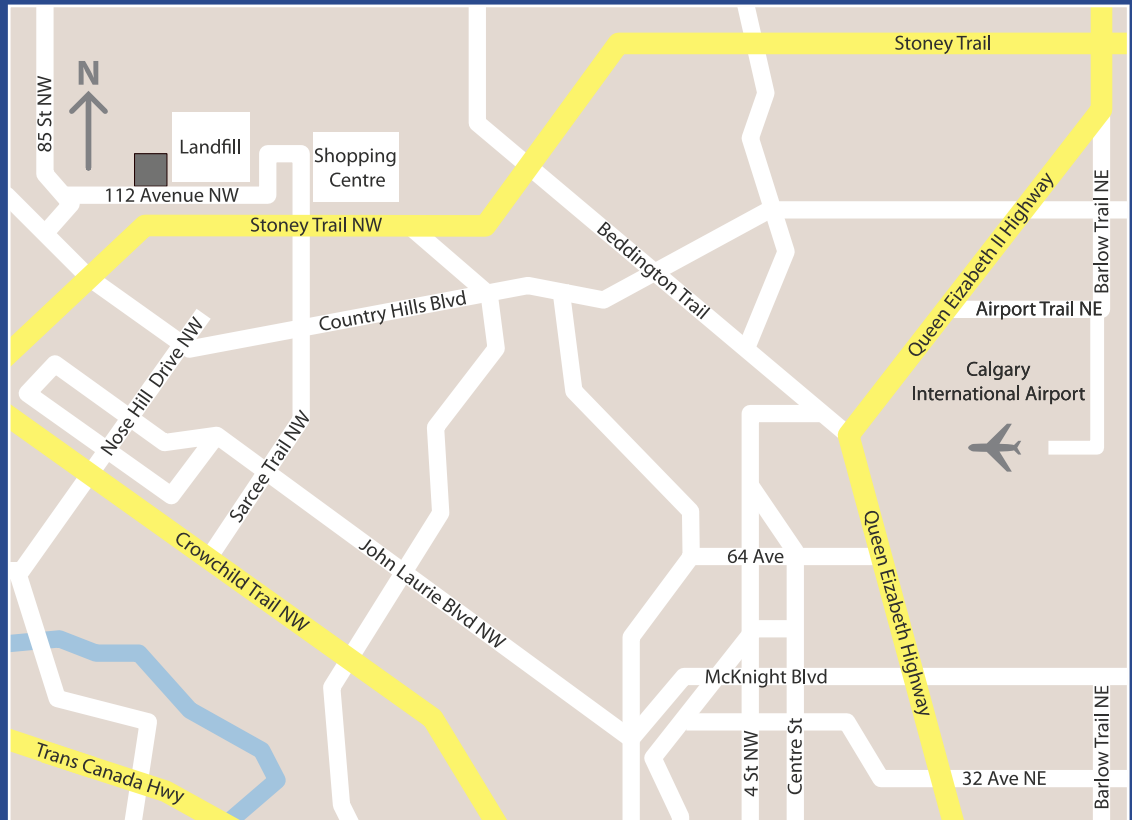 Stoney Trail
N
85 St NW
Landfill
Shopping
Centre
112 Avenue NW
Stoney Trail NW
Barlow Trail NE
Queen Eizabeth II Highway
Beddington Trail
Country Hills Blvd
Airport Trail NE
Nose Hill Drive NW
Calgary
International Airport
Sarcee Trail NW
Crowchild Trail NW
John Laurie Blvd NW
64 Ave
Queen Eizabeth Highway
McKnight Blvd
Trans Canada Hwy
4 St NW
Centre St
32 Ave NE
Barlow Trail NE